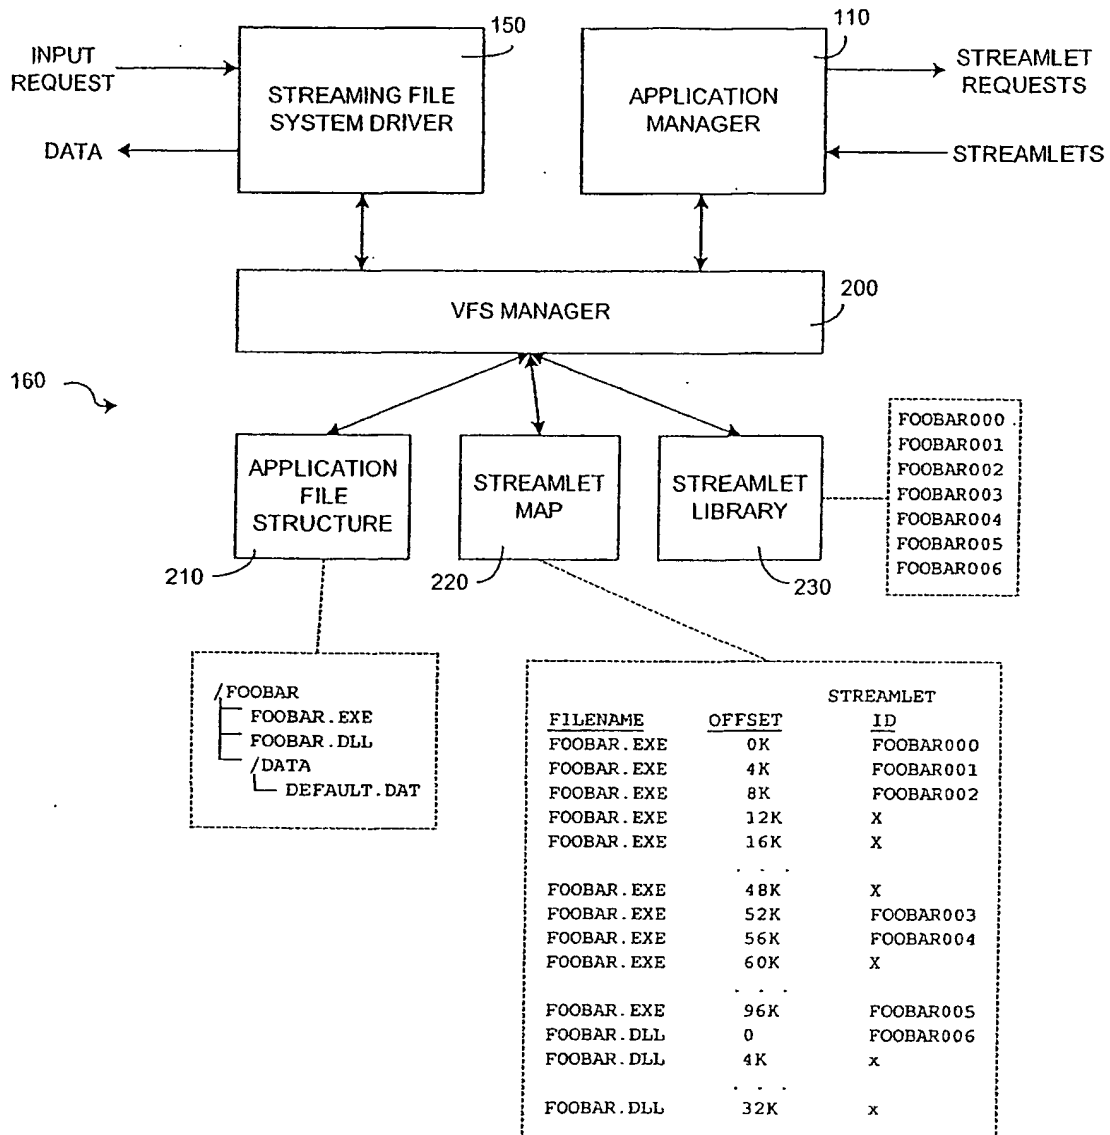 150
110
INPUT
REQUEST
STREAMING FILE
SYSTEM DRIVER
APPLICATION
MANAGER
STREAMLET
REQUESTS
DATA
STREAMLETS
VFS MANAGER
200
160
APPLICATION
FILE
STRUCTURE
STREAMLET
MAP
STREAMLET
LIBRARY
FOOBAR000
FOOBAR001
FOOBAR002
FOOBAR003
FOOBAR004
FOOBAR005
FOOBAR006
210
220
230
/FOOBAR
FOOBAR.EXE
FOOBAR.DLL
/DATA
DEFAULT.DAT
STREAMLET
FILENAME OFFSET ID
FOOBAR.EXE 0K FOOBAR000
FOOBAR.EXE 4K FOOBAR001
FOOBAR.EXE 8K FOOBAR002
FOOBAR.EXE 12K X
FOOBAR.EXE 16K X
. . .
FOOBAR.EXE 48K X
FOOBAR.EXE 52K FOOBAR003
FOOBAR.EXE 56K FOOBAR004
FOOBAR.EXE 60K X
. . .
FOOBAR.EXE 96K FOOBAR005
FOOBAR.DLL 0 FOOBAR006
FOOBAR.DLL 4K x
. . .
FOOBAR.DLL 32K x